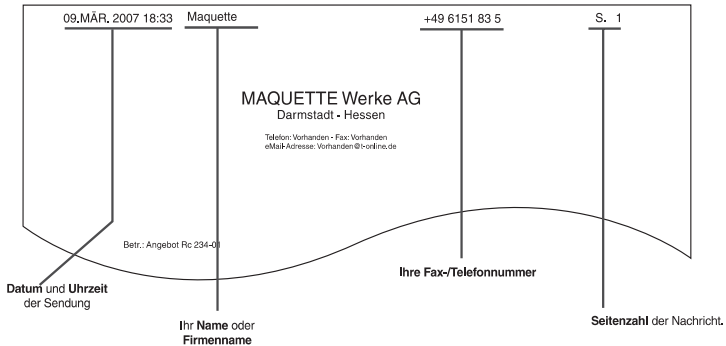 09.MÄR. 2007 18:33 Maquette +49 6151 83 5 S. 1
MAQUETTE Werke AG
Darmstadt - Hessen
Telefon: Vorhanden - Fax: Vorhanden
eMail-Adresse: Vorhanden@t-online.de
Betr.: Angebot Rc 234-01
Ihre Fax-/Telefonnummer
Datum und Uhrzeit
der Sendung
Ihr Name oder
Firmenname
Seitenzahl der Nachricht.